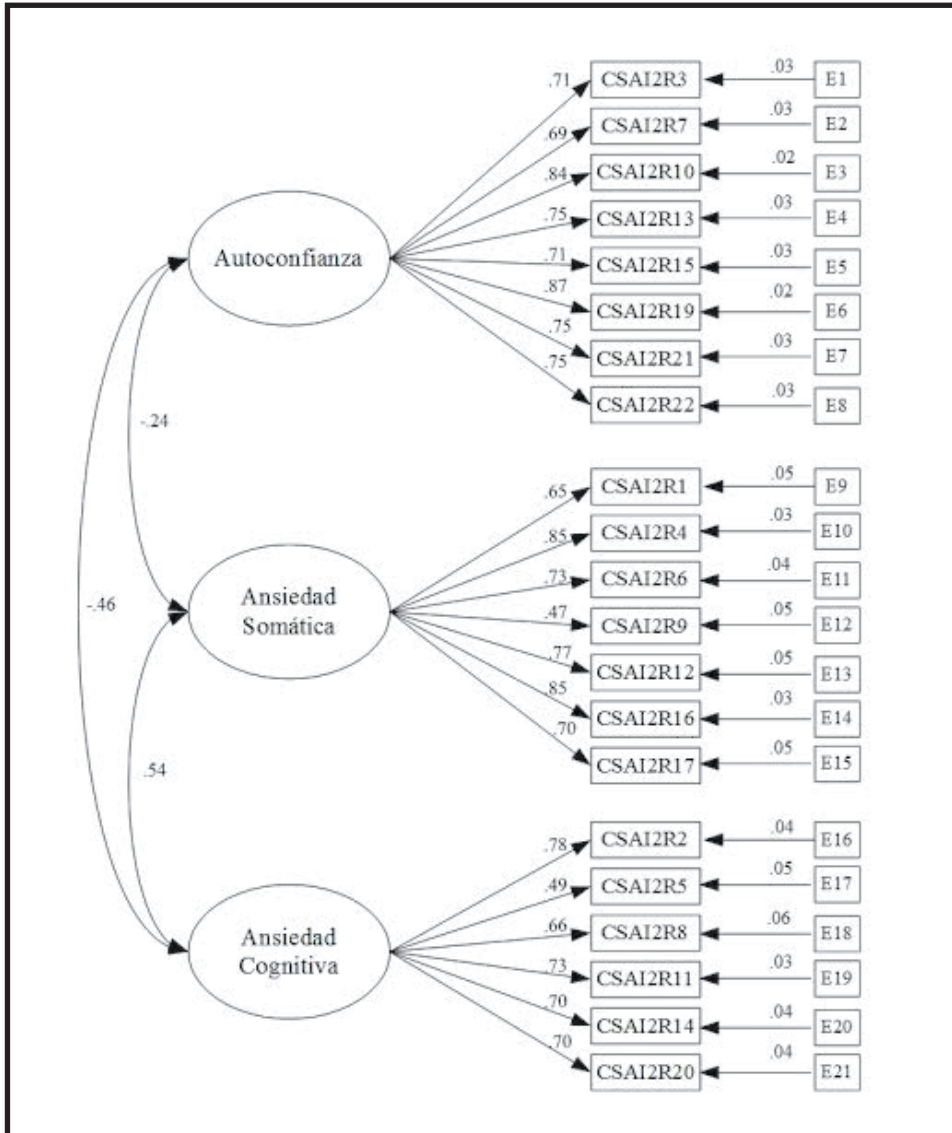 .71 CSAI2R3 .03 E1
.69 CSAI2R7 .03 E2
.84 CSAI2R10 .02 E3
.75 CSAI2R13 .03 E4
Autoconfianza
.71 CSAI2R15 .03 E5
.87 CSAI2R19 .02 E6
.75 CSAI2R21 .03 E7
.75 CSAI2R22 .03 E8
-.24
.65 CSAI2R1 .05 E9
.85 CSAI2R4 .03 E10
.73 CSAI2R6 .04 E11
-.46
Ansiedad
Somática
.47 CSAI2R9 .05 E12
.77 CSAI2R12 .05 E13
.85 CSAI2R16 .03 E14
.70 CSAI2R17 .05 E15
.54
.78 CSAI2R2 .04 E16
.49 CSAI2R5 .05 E17
.66 CSAI2R8 .06 E18
Ansiedad
Cognitiva
.73 CSAI2R11 .03 E19
.70 CSAI2R14 .04 E20
.70 CSAI2R20 .04 E21